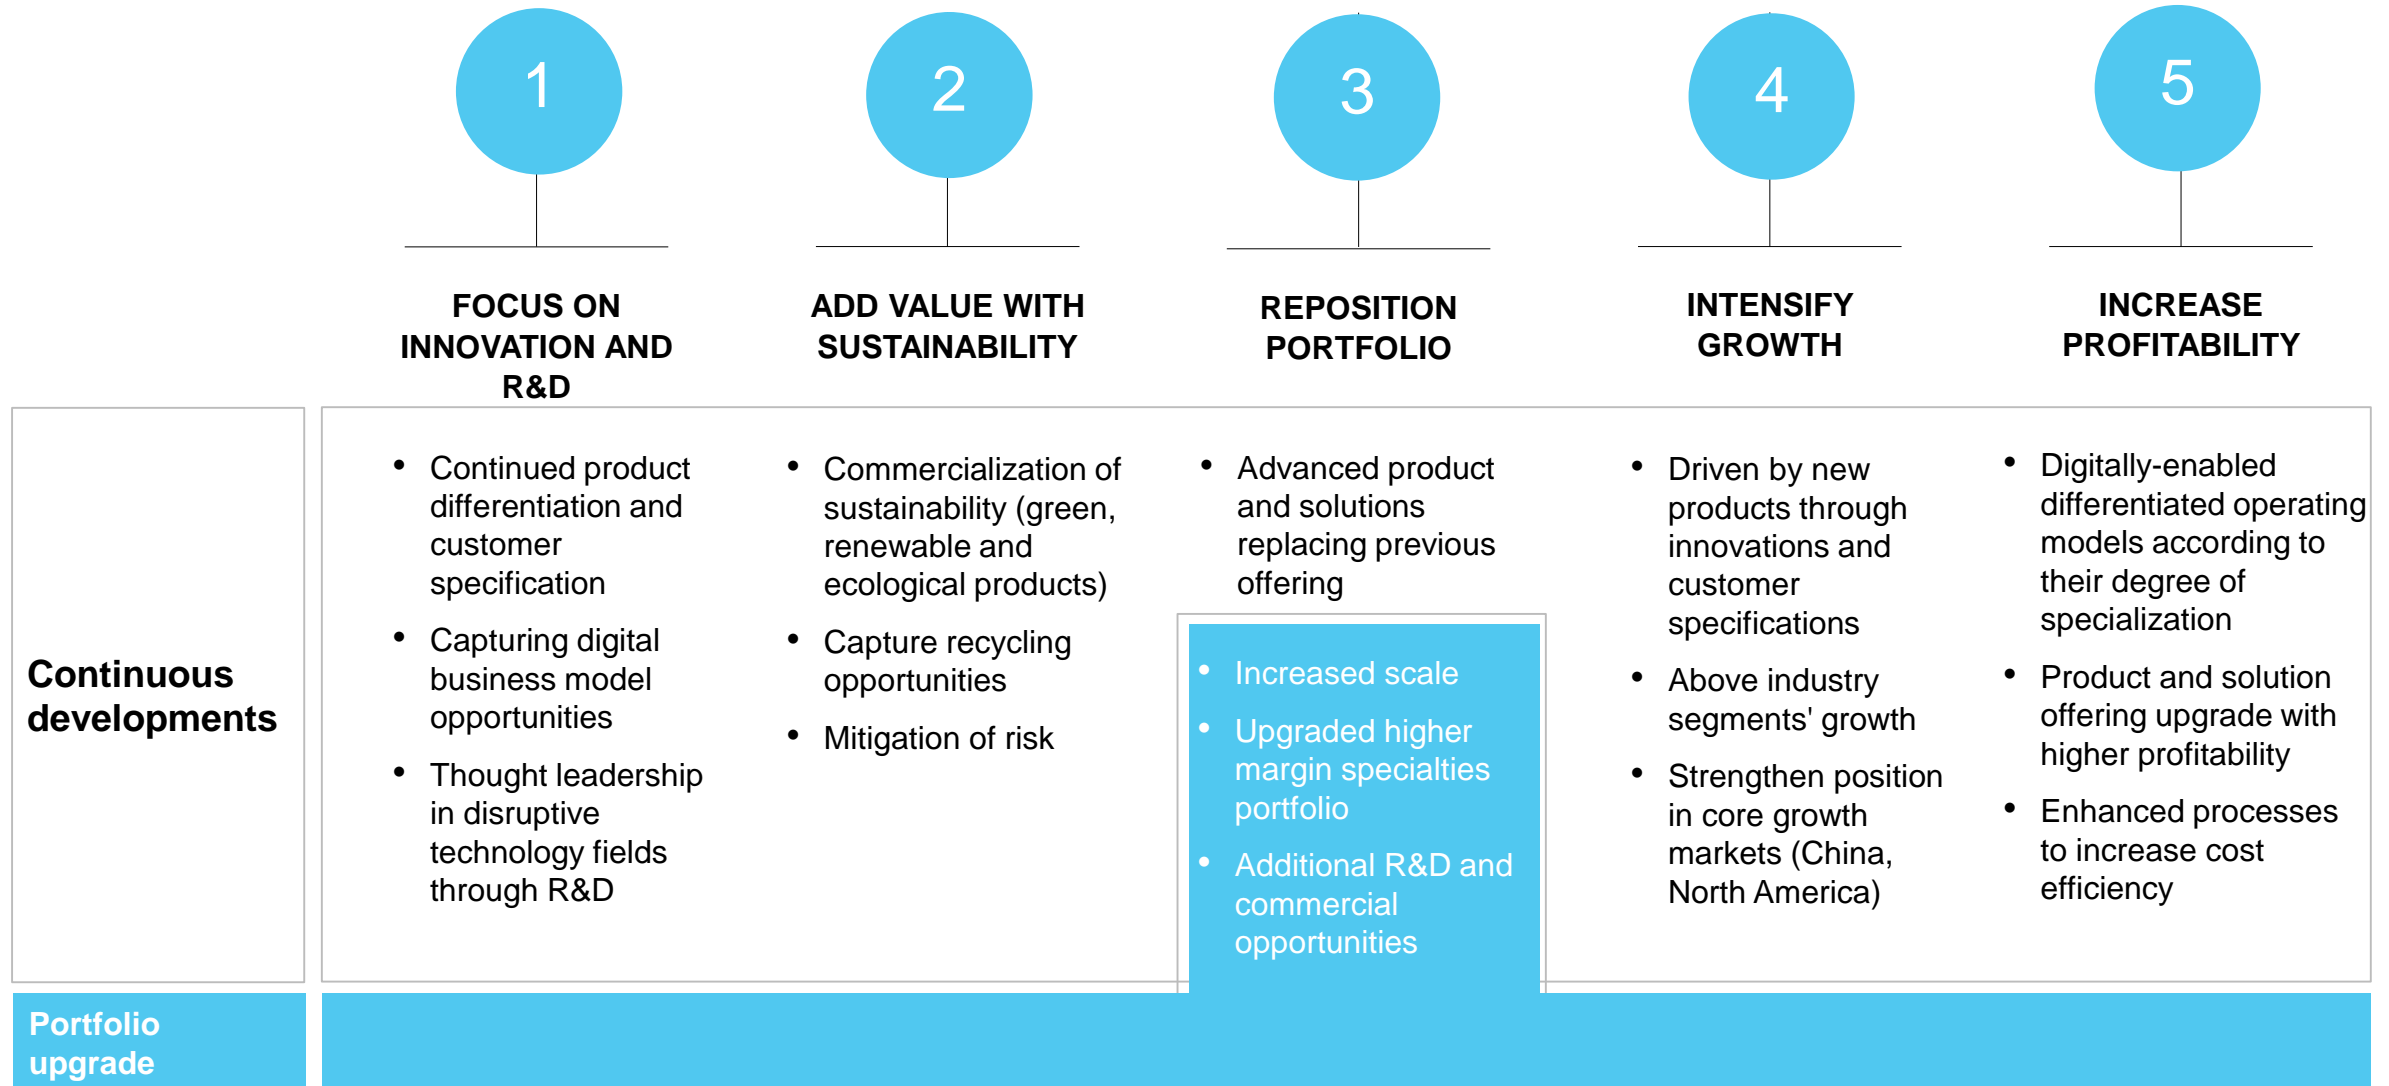 1
2
3
4
5
FOCUS ON
INNOVATION AND
R&D
ADD VALUE WITH
SUSTAINABILITY
REPOSITION
PORTFOLIO
INTENSIFY
GROWTH
INCREASE
PROFITABILITY
Continuous
developments
• Continued product
differentiation and
customer
specification
• Capturing digital
business model
opportunities
• Thought leadership
in disruptive
technology fields
through R&D
• Commercialization of
sustainability (green,
renewable and
ecological products)
• Capture recycling
opportunities
• Mitigation of risk
• Advanced product
and solutions
replacing previous
offering
• Increased scale
• Upgraded higher
margin specialties
portfolio
• Additional R&D and
commercial
opportunities
• Driven by new
products through
innovations and
customer
specifications
• Above industry
segments' growth
• Strengthen position
in core growth
markets (China,
North America)
• Digitally-enabled
differentiated operating
models according to
their degree of
specialization
• Product and solution
offering upgrade with
higher profitability
• Enhanced processes
to increase cost
efficiency
Portfolio
upgrade